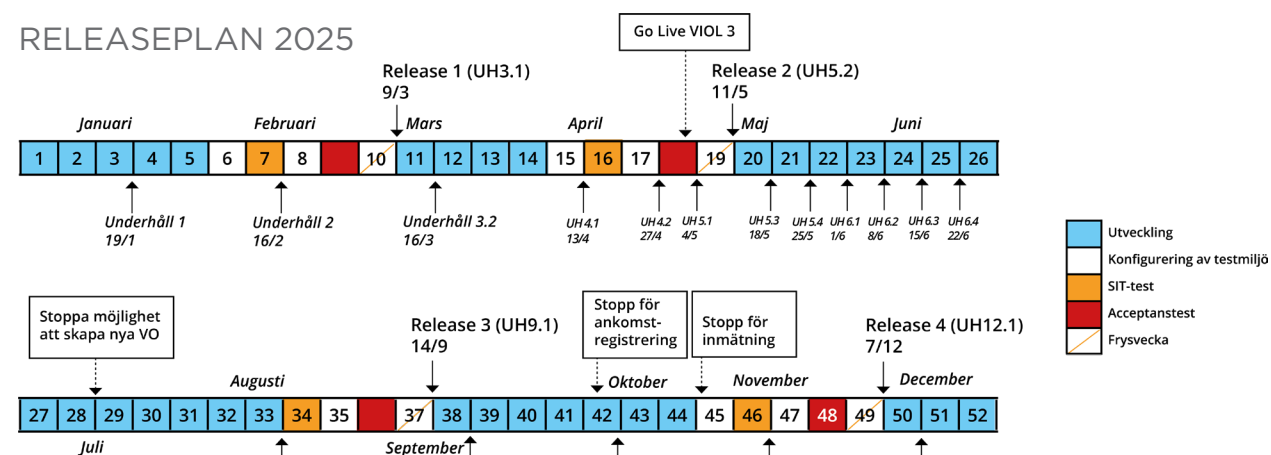 RELEASEPLAN 2025
Go Live VIOL 3
Release 1 (UH3.1)
9/3
Release 2 (UH5.2)
11/5
Januari Februari Mars April Maj Juni
1 2 3 4 5 6 7 8 10 11 12 13 14 15 16 17 19 20 21 22 23 24 25 26
Underhåll 1
19/1
Underhåll 2
16/2
Underhåll 3.2
16/3
UH 4.1
13/4
UH 4.2
27/4
UH 5.1
4/5
UH 5.3
18/5
UH 5.4
25/5
UH 6.1
1/6
UH 6.2
8/6
UH 6.3
15/6
UH 6.4
22/6
Utveckling
Konfigurering av testmiljö
SIT-test
Acceptanstest
Frysvecka
Stoppa möjlighet
att skapa nya VO
Release 3 (UH9.1)
14/9
Stopp för
ankomst-
registrering
Stopp för
inmätning
Release 4 (UH12.1)
7/12
Augusti Oktober November December
27 28 29 30 31 32 33 34 35 37 38 39 40 41 42 43 44 45 46 47 48 49 50 51 52
Juli September